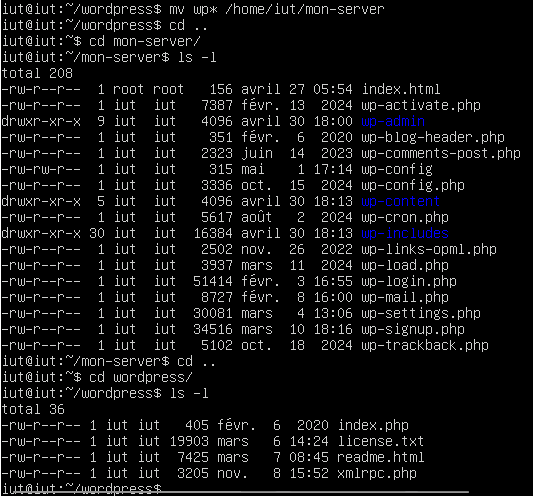 iut@iut:~/wordpress$ mv wp* /home/iut/mon-server
iut@iut:~/wordpress$ cd ..
iut@iut:~$ cd mon-server/
iut@iut:~/mon-server$ ls -l
total 208
-rw-r--r-- 1 root root 156 avril 27 05:54 index.html
-rw-r--r-- 1 iut iut 7387 févr. 13 2024 wp-activate.php
drwxr-xr-x 9 iut iut 4096 avril 30 18:00 wp-admin
-rw-r--r-- 1 iut iut 351 févr. 6 2020 wp-blog-header.php
-rw-r--r-- 1 iut iut 2323 juin 14 2023 wp-comments-post.php
-rw-rw-r-- 1 iut iut 315 mai 1 17:14 wp-config
-rw-r--r-- 1 iut iut 3336 oct. 15 2024 wp-config.php
drwxr-xr-x 5 iut iut 4096 avril 30 18:13 wp-content
-rw-r--r-- 1 iut iut 5617 août 2 2024 wp-cron.php
drwxr-xr-x 30 iut iut 16384 avril 30 18:13 wp-includes
-rw-r--r-- 1 iut iut 2502 nov. 26 2022 wp-links-opml.php
-rw-r--r-- 1 iut iut 3937 mars 11 2024 wp-load.php
-rw-r--r-- 1 iut iut 51414 févr. 3 16:55 wp-login.php
-rw-r--r-- 1 iut iut 8727 févr. 8 16:00 wp-mail.php
-rw-r--r-- 1 iut iut 30081 mars 4 13:06 wp-settings.php
-rw-r--r-- 1 iut iut 34516 mars 10 18:16 wp-signup.php
-rw-r--r-- 1 iut iut 5102 oct. 18 2024 wp-trackback.php
iut@iut:~/mon-server$ cd ..
iut@iut:~$ cd wordpress/
iut@iut:~/wordpress$ ls -l
total 36
-rw-r--r-- 1 iut iut 405 févr. 6 2020 index.php
-rw-r--r-- 1 iut iut 19903 mars 6 14:24 license.txt
-rw-r--r-- 1 iut iut 7425 mars 7 08:45 readme.html
-rw-r--r-- 1 iut iut 3205 nov. 8 15:52 xmlrpc.php
iut@iut:~/wordpress$